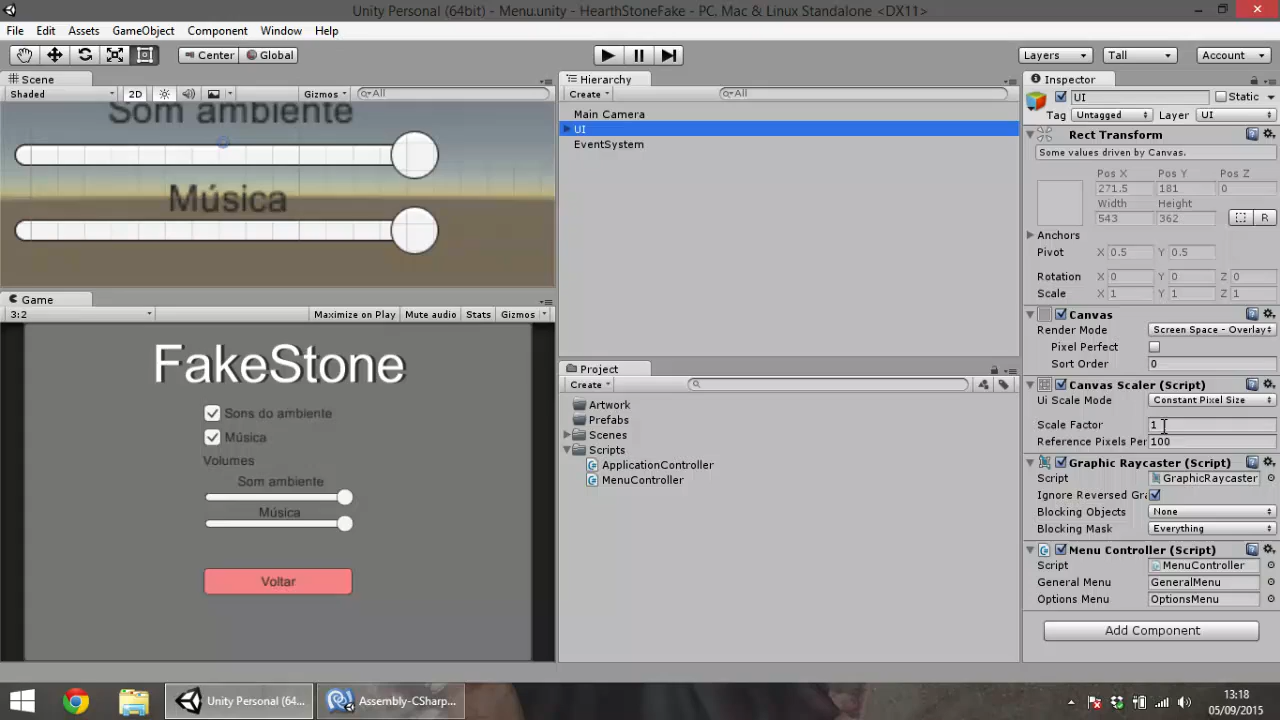 Unity Personal (64bit) - Menu.unity - HearthStoneFake - PC, Mac & Linux Standalone <DX11>
File Edit Assets GameObject Component Window Help
Center Global Layers Tall Account
Scene
Shaded 2D Gizmos All
Som ambiente
Música
Game
3:2 Maximize on Play Mute audio Stats Gizmos
FakeStone
Sons do ambiente
Música
Volumes
Som ambiente
Música
Voltar
Hierarchy
Create All
Main Camera
UI
EventSystem
Project
Create
Artwork
Prefabs
Scenes
Scripts
ApplicationController
MenuController
Inspector
UI Static
Tag Untagged Layer UI
Rect Transform
Some values driven by Canvas.
Pos X Pos Y Pos Z
271.5 181 0
Width Height
543 362 R
Anchors
Pivot X 0.5 Y 0.5
Rotation X 0 Y 0 Z 0
Scale X 1 Y 1 Z 1
Canvas
Render Mode Screen Space - Overlay
Pixel Perfect
Sort Order 0
Canvas Scaler (Script)
Ui Scale Mode Constant Pixel Size
Scale Factor 1
Reference Pixels Per 100
Graphic Raycaster (Script)
Script GraphicRaycaster
Ignore Reversed Gra
Blocking Objects None
Blocking Mask Everything
Menu Controller (Script)
Script MenuController
General Menu GeneralMenu
Options Menu OptionsMenu
Add Component
Unity Personal (64...
Assembly-CSharp...
13:18
05/09/2015